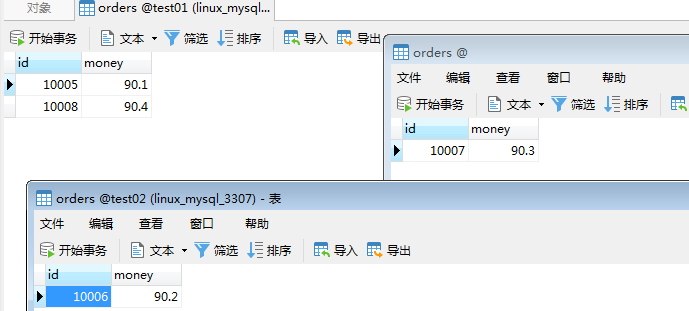 对象
orders @test01 (linux_mysql...
开始事务 文本 筛选 排序 导入 导出
id money
10005 90.1
10008 90.4
orders @
文件 编辑 查看 窗口 帮助
开始事务 文本 筛选 排序
id money
10007 90.3
orders @test02 (linux_mysql_3307) - 表
文件 编辑 查看 窗口 帮助
开始事务 文本 筛选 排序 导入 导出
id money
10006 90.2